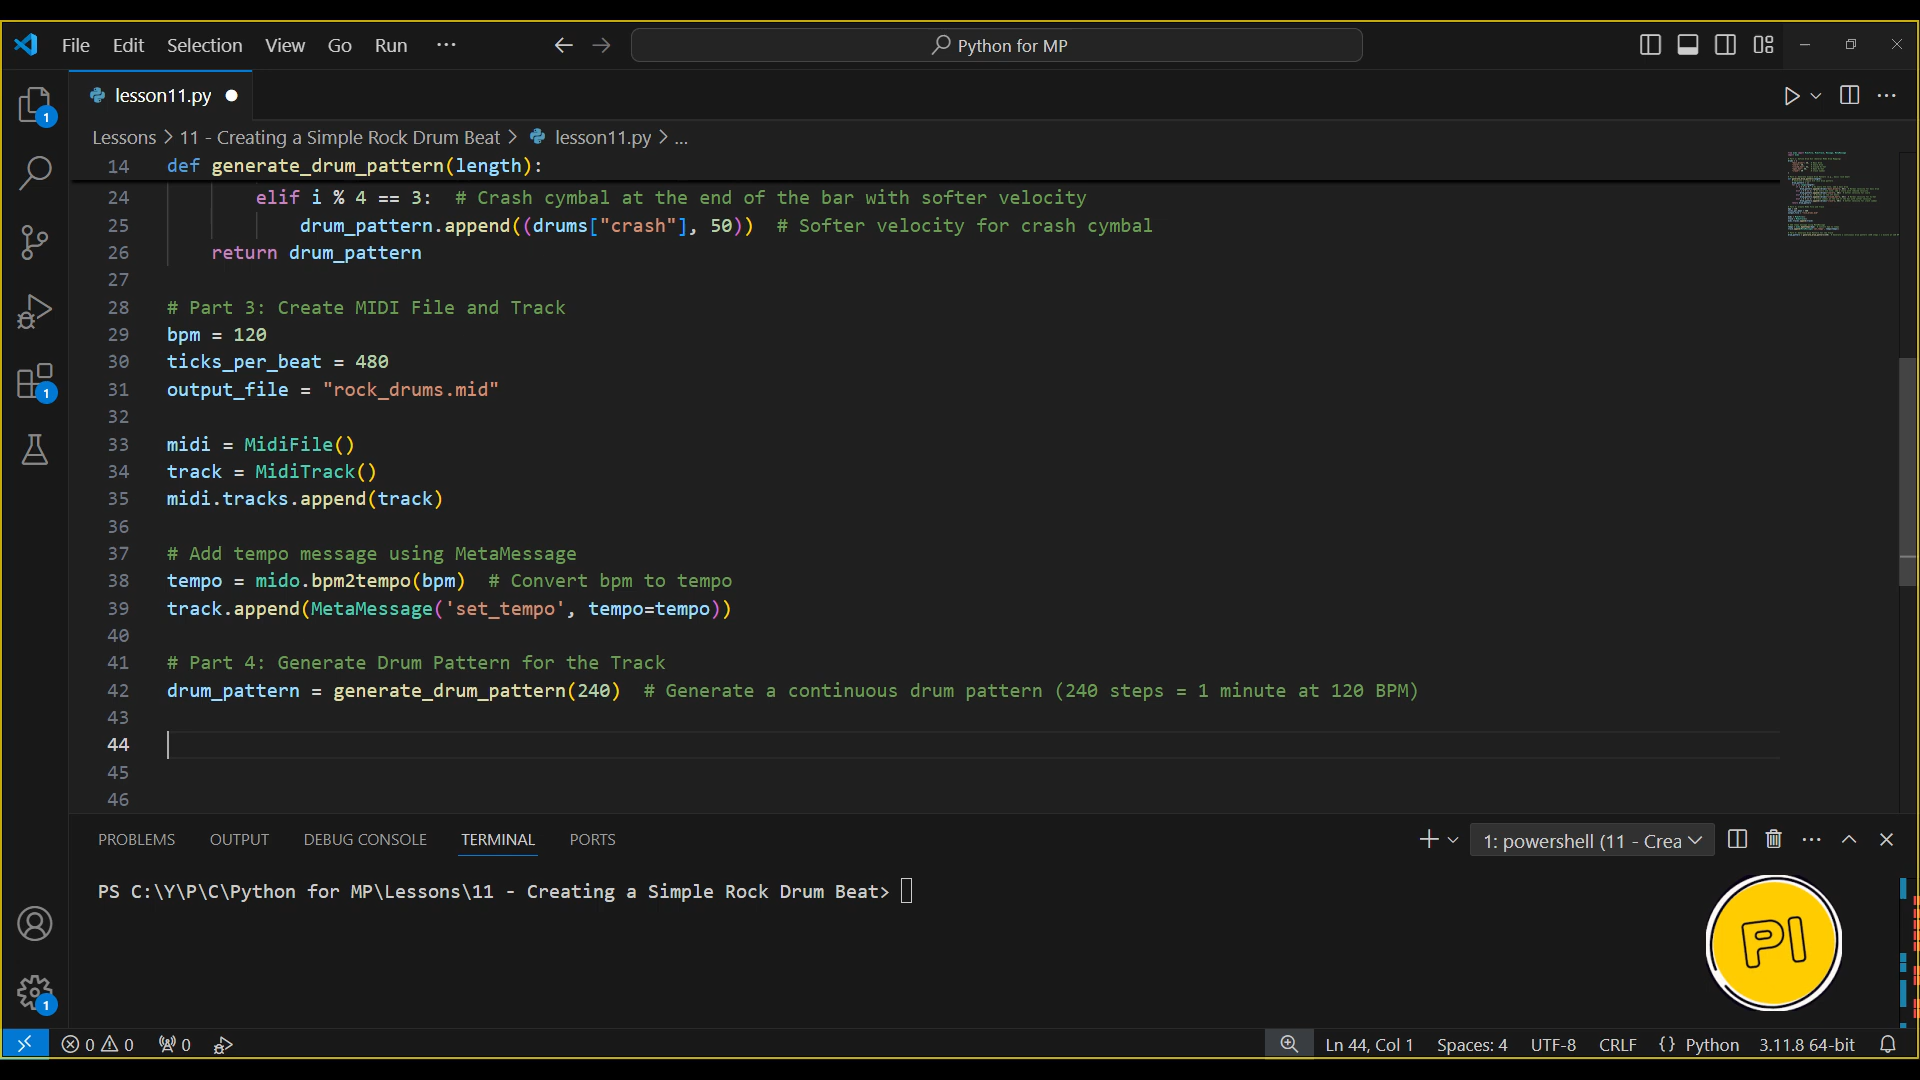 File Edit Selection View Go Run ··· Python for MP
lesson11.py
Lessons > 11 - Creating a Simple Rock Drum Beat > lesson11.py > ...
14 def generate_drum_pattern(length):
24 elif i % 4 == 3: # Crash cymbal at the end of the bar with softer velocity
25 drum_pattern.append((drums["crash"], 50)) # Softer velocity for crash cymbal
26 return drum_pattern
27
28 # Part 3: Create MIDI File and Track
29 bpm = 120
30 ticks_per_beat = 480
31 output_file = "rock_drums.mid"
32
33 midi = MidiFile()
34 track = MidiTrack()
35 midi.tracks.append(track)
36
37 # Add tempo message using MetaMessage
38 tempo = mido.bpm2tempo(bpm) # Convert bpm to tempo
39 track.append(MetaMessage('set_tempo', tempo=tempo))
40
41 # Part 4: Generate Drum Pattern for the Track
42 drum_pattern = generate_drum_pattern(240) # Generate a continuous drum pattern (240 steps = 1 minute at 120 BPM)
43
44
45
46
1
1
1
PROBLEMS OUTPUT DEBUG CONSOLE TERMINAL PORTS 1: powershell (11 - Crea
PS C:\Y\P\C\Python for MP\Lessons\11 - Creating a Simple Rock Drum Beat>
PI
0 0 0 Ln 44, Col 1 Spaces: 4 UTF-8 CRLF {} Python 3.11.8 64-bit